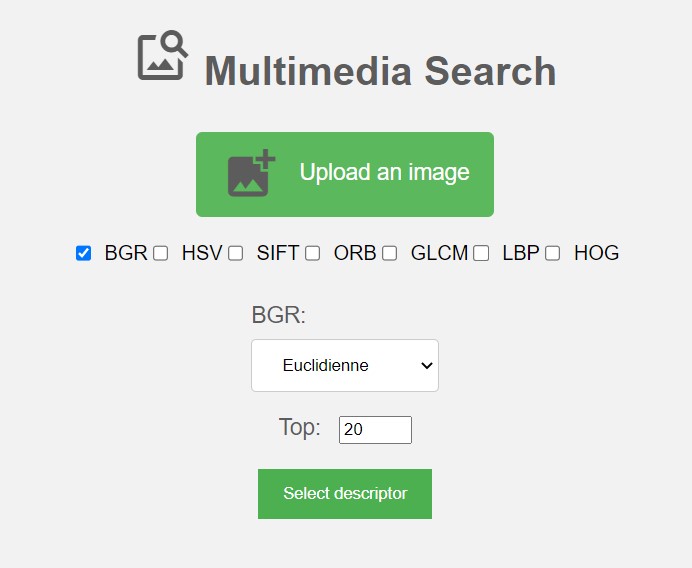 Multimedia Search
Upload an image
BGR HSV SIFT ORB GLCM LBP HOG
BGR:
Euclidienne
Top: 20
Select descriptor